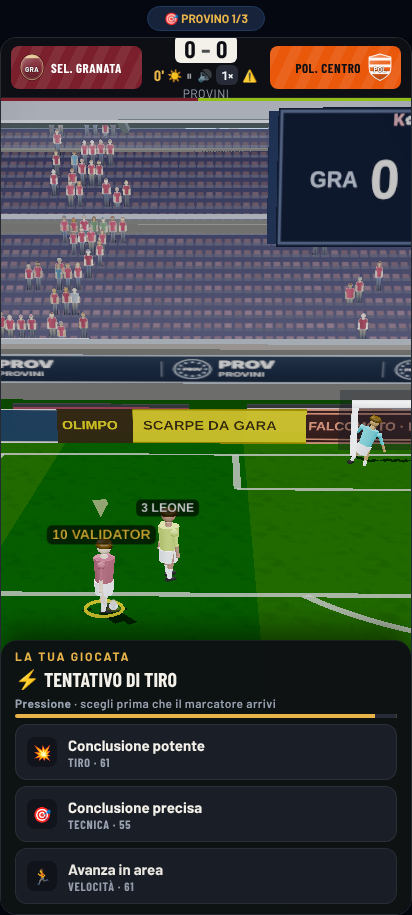 🎯 PROVINO 1/3
GRA SEL. GRANATA
0 - 0
POL. CENTRO POL
0' ☀️ ⏸ 🔊 1× ⚠️
PROVINI
GRA 0
PROV
PROVINI
PROV
PROVINI
OLIMPO
SCARPE DA GARA
3 LEONE
10 VALIDATOR
LA TUA GIOCATA
⚡ TENTATIVO DI TIRO
Pressione · scegli prima che il marcatore arrivi
💥 Conclusione potente
TIRO · 61
🎯 Conclusione precisa
TECNICA · 55
🏃 Avanza in area
VELOCITÀ · 61